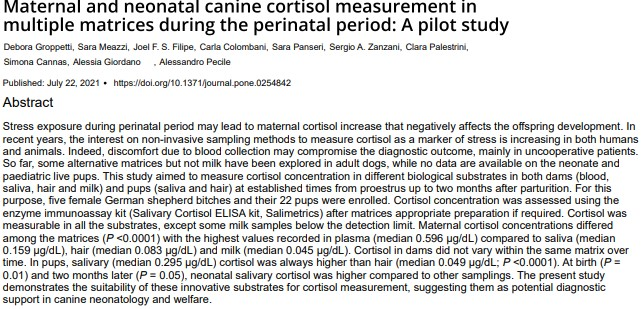 Maternal and neonatal canine cortisol measurement in
multiple matrices during the perinatal period: A pilot study
Debora Groppetti, Sara Meazzi, Joel F. S. Filipe, Carla Colombani, Sara Panseri, Sergio A. Zanzani, Clara Palestrini,
Simona Cannas, Alessia Giordano , Alessandro Pecile
Published: July 22, 2021 • https://doi.org/10.1371/journal.pone.0254842
Abstract
Stress exposure during perinatal period may lead to maternal cortisol increase that negatively affects the offspring development. In
recent years, the interest on non-invasive sampling methods to measure cortisol as a marker of stress is increasing in both humans
and animals. Indeed, discomfort due to blood collection may compromise the diagnostic outcome, mainly in uncooperative patients.
So far, some alternative matrices but not milk have been explored in adult dogs, while no data are available on the neonate and
paediatric live pups. This study aimed to measure cortisol concentration in different biological substrates in both dams (blood,
saliva, hair and milk) and pups (saliva and hair) at established times from proestrus up to two months after parturition. For this
purpose, five female German shepherd bitches and their 22 pups were enrolled. Cortisol concentration was assessed using the
enzyme immunoassay kit (Salivary Cortisol ELISA kit, Salimetrics) after matrices appropriate preparation if required. Cortisol was
measurable in all the substrates, except some milk samples below the detection limit. Maternal cortisol concentrations differed
among the matrices (P <0.0001) with the highest values recorded in plasma (median 0.596 μg/dL) compared to saliva (median
0.159 μg/dL), hair (median 0.083 μg/dL) and milk (median 0.045 μg/dL). Cortisol in dams did not vary within the same matrix over
time. In pups, salivary (median 0.295 μg/dL) cortisol was always higher than hair (median 0.049 μg/dL; P <0.0001). At birth (P =
0.01) and two months later (P = 0.05), neonatal salivary cortisol was higher compared to other samplings. The present study
demonstrates the suitability of these innovative substrates for cortisol measurement, suggesting them as potential diagnostic
support in canine neonatology and welfare.